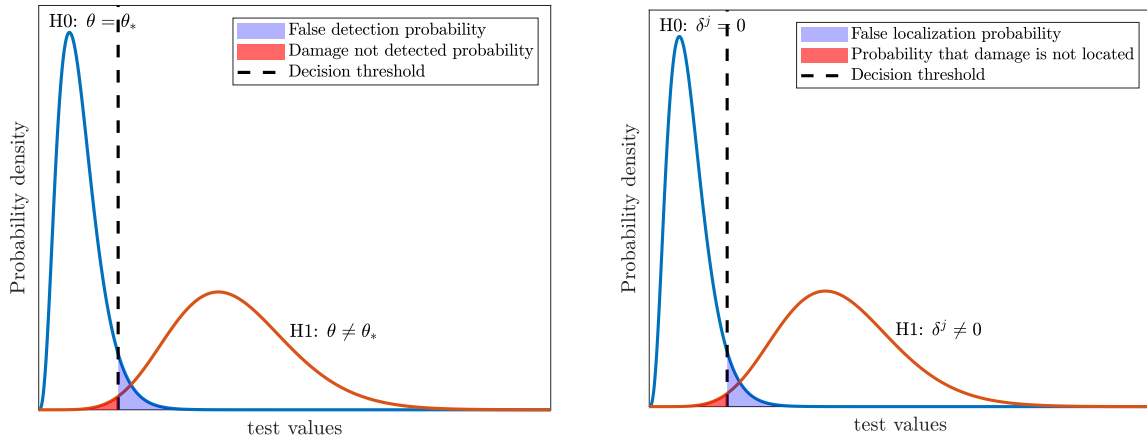 H0: θ = θ*
False detection probability
Damage not detected probability
Decision threshold
H1: θ ≠ θ*
Probability density
test values
H0: δ^j = 0
False localization probability
Probability that damage is not located
Decision threshold
H1: δ^j ≠ 0
Probability density
test values